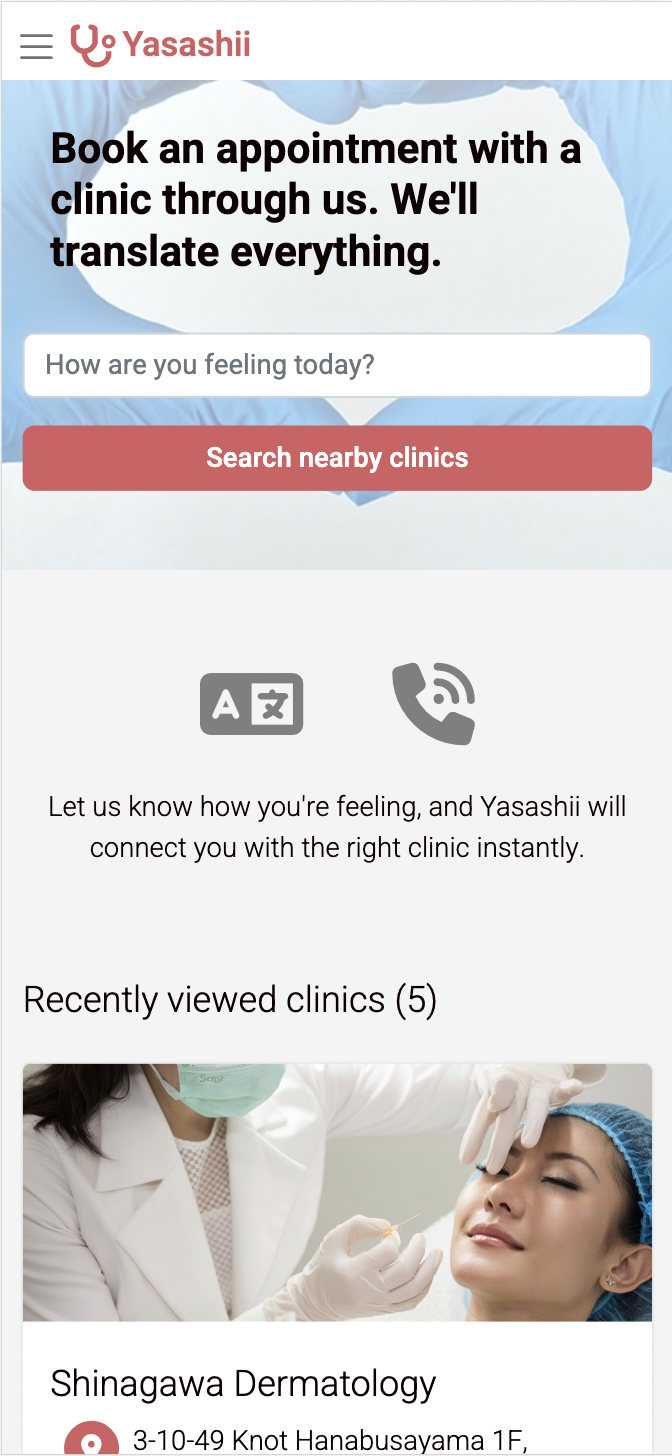 Yasashii
Book an appointment with a
clinic through us. We'll
translate everything.
How are you feeling today?
Search nearby clinics
A 文
Let us know how you're feeling, and Yasashii will
connect you with the right clinic instantly.
Recently viewed clinics (5)
Shinagawa Dermatology
3-10-49 Knot Hanabusayama 1F,